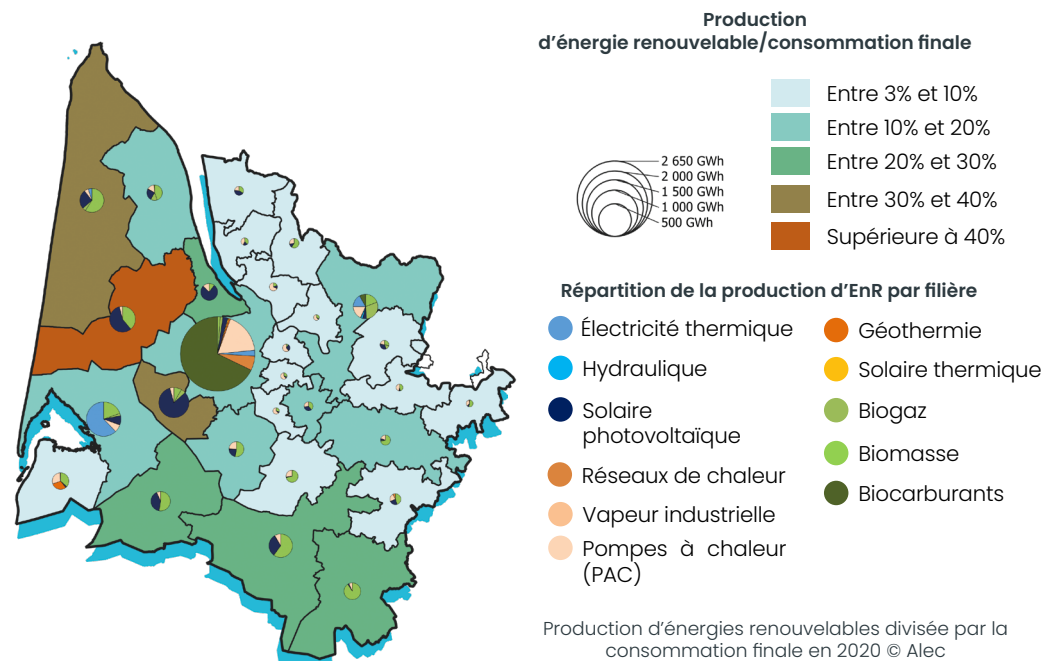 Production
d’énergie renouvelable/consommation finale
Entre 3% et 10%
Entre 10% et 20%
Entre 20% et 30%
Entre 30% et 40%
Supérieure à 40%
2 650 GWh
2 000 GWh
1 500 GWh
1 000 GWh
500 GWh
Répartition de la production d’EnR par filière
Électricité thermique
Hydraulique
Solaire
photovoltaïque
Réseaux de chaleur
Vapeur industrielle
Pompes à chaleur
(PAC)
Géothermie
Solaire thermique
Biogaz
Biomasse
Biocarburants
Production d’énergies renouvelables divisée par la
consommation finale en 2020 © Alec